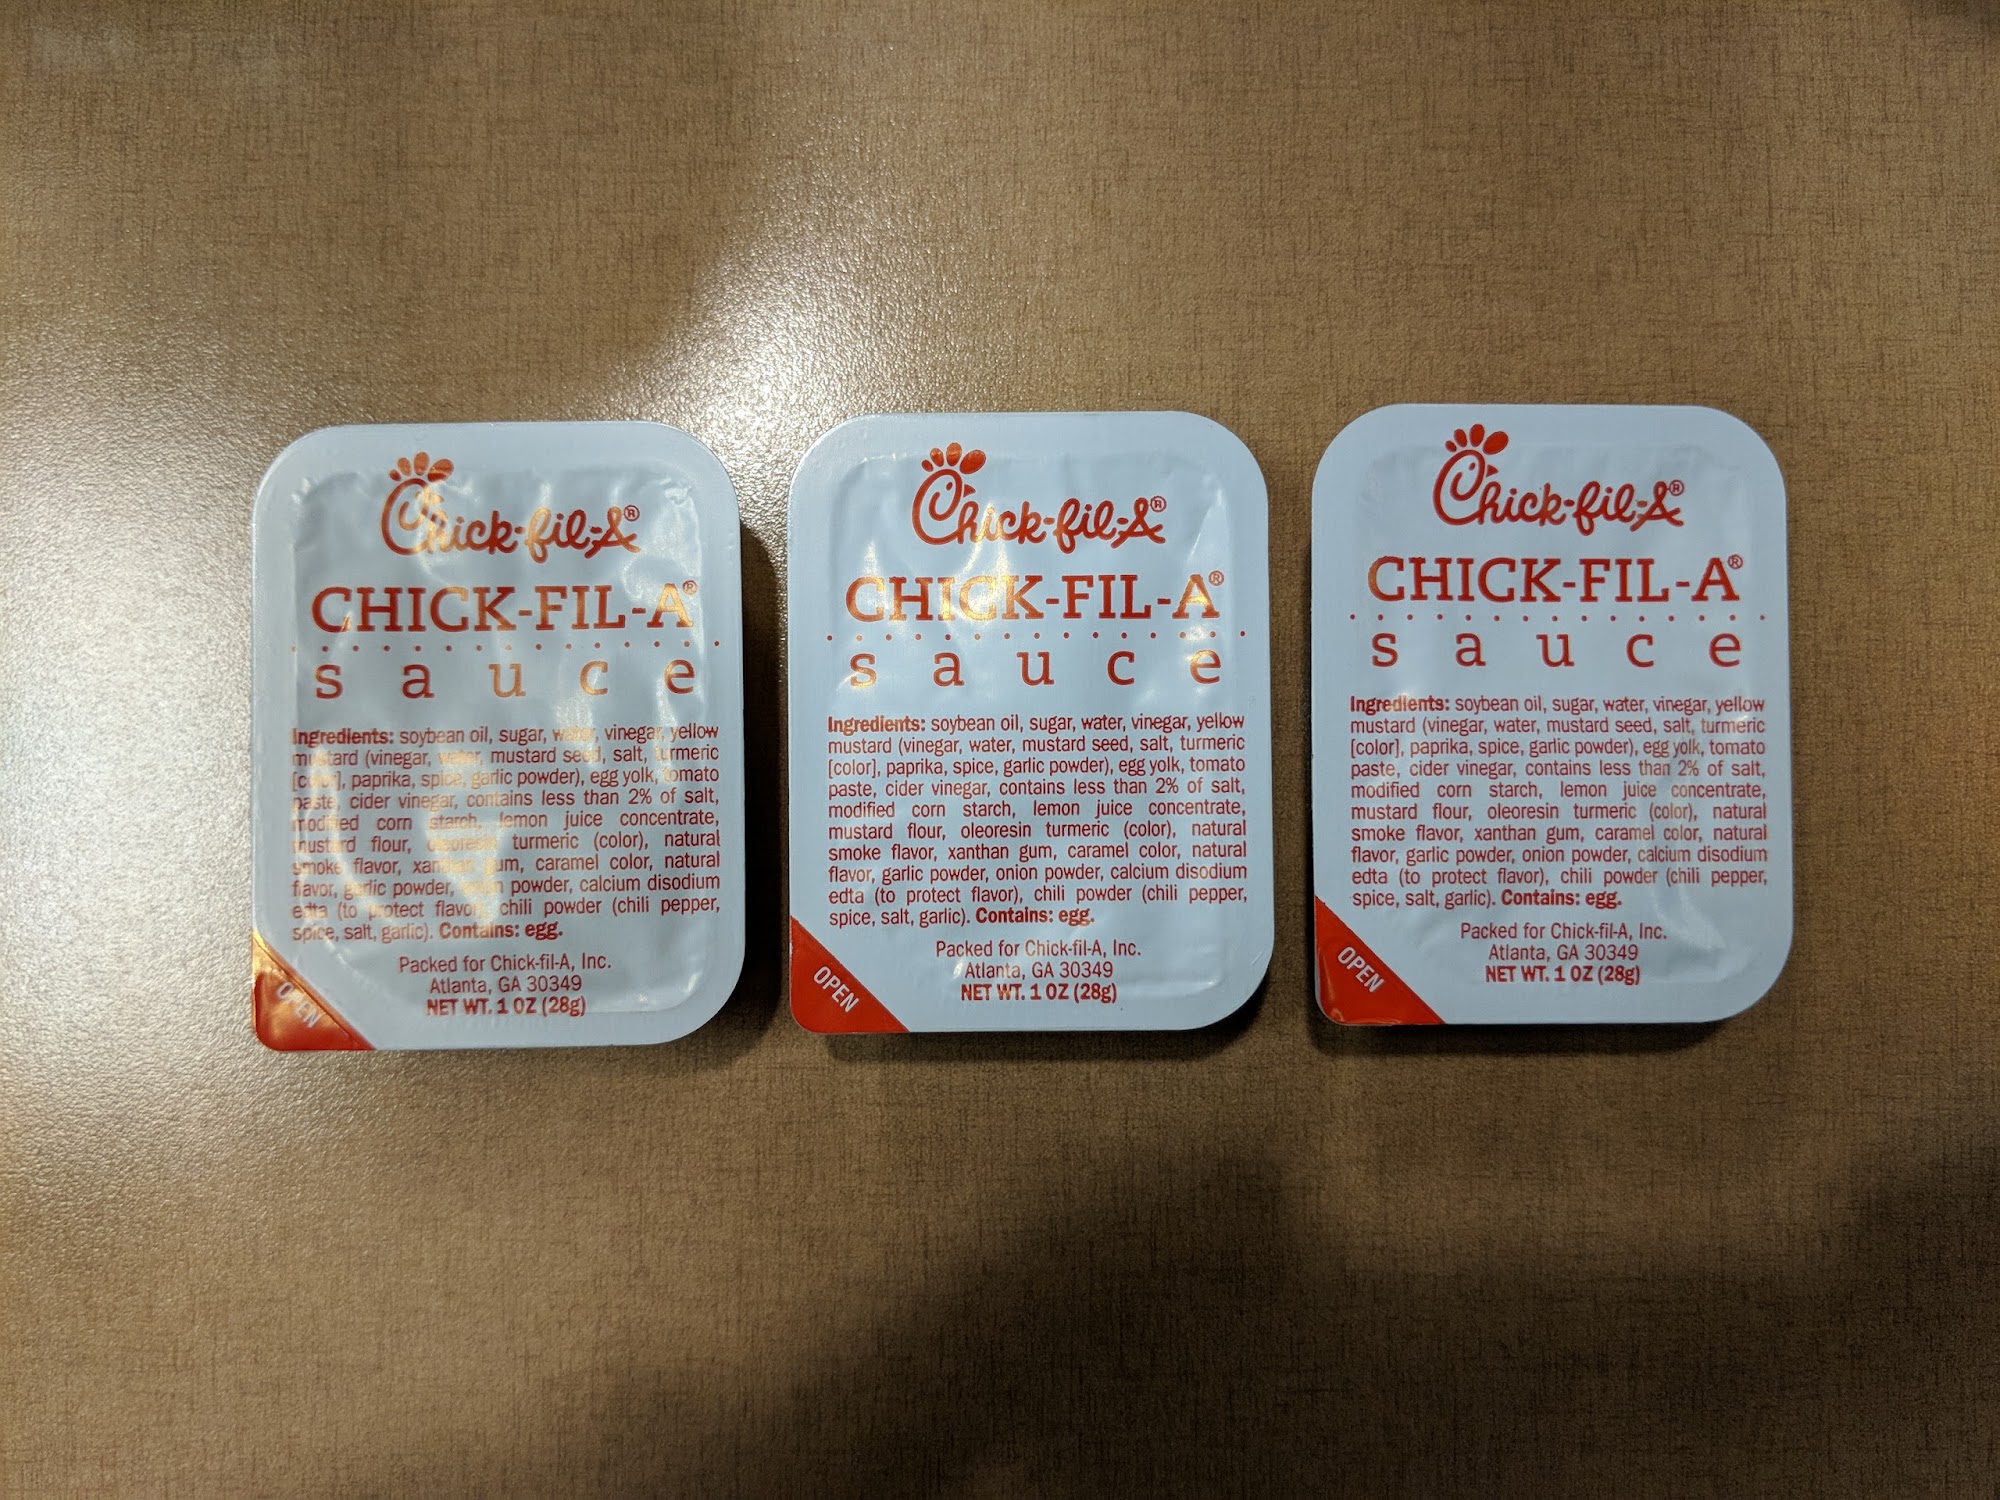 Chick-fil-A®
CHICK-FIL-A®
sauce
Ingredients: soybean oil, sugar, water, vinegar, yellow
mustard (vinegar, water, mustard seed, salt, turmeric
[color], paprika, spice, garlic powder), egg yolk, tomato
paste, cider vinegar, contains less than 2% of salt,
modified corn starch, lemon juice concentrate,
mustard flour, oleoresin turmeric (color), natural
smoke flavor, xanthan gum, caramel color, natural
flavor, garlic powder, onion powder, calcium disodium
edta (to protect flavor), chili powder (chili pepper,
spice, salt, garlic). Contains: egg.
Packed for Chick-fil-A, Inc.
Atlanta, GA 30349
NET WT. 1 OZ (28g)
OPEN
Chick-fil-A®
CHICK-FIL-A®
sauce
Ingredients: soybean oil, sugar, water, vinegar, yellow
mustard (vinegar, water, mustard seed, salt, turmeric
[color], paprika, spice, garlic powder), egg yolk, tomato
paste, cider vinegar, contains less than 2% of salt,
modified corn starch, lemon juice concentrate,
mustard flour, oleoresin turmeric (color), natural
smoke flavor, xanthan gum, caramel color, natural
flavor, garlic powder, onion powder, calcium disodium
edta (to protect flavor), chili powder (chili pepper,
spice, salt, garlic). Contains: egg.
Packed for Chick-fil-A, Inc.
Atlanta, GA 30349
NET WT. 1 OZ (28g)
OPEN
Chick-fil-A®
CHICK-FIL-A®
sauce
Ingredients: soybean oil, sugar, water, vinegar, yellow
mustard (vinegar, water, mustard seed, salt, turmeric
[color], paprika, spice, garlic powder), egg yolk, tomato
paste, cider vinegar, contains less than 2% of salt,
modified corn starch, lemon juice concentrate,
mustard flour, oleoresin turmeric (color), natural
smoke flavor, xanthan gum, caramel color, natural
flavor, garlic powder, onion powder, calcium disodium
edta (to protect flavor), chili powder (chili pepper,
spice, salt, garlic). Contains: egg.
Packed for Chick-fil-A, Inc.
Atlanta, GA 30349
NET WT. 1 OZ (28g)
OPEN